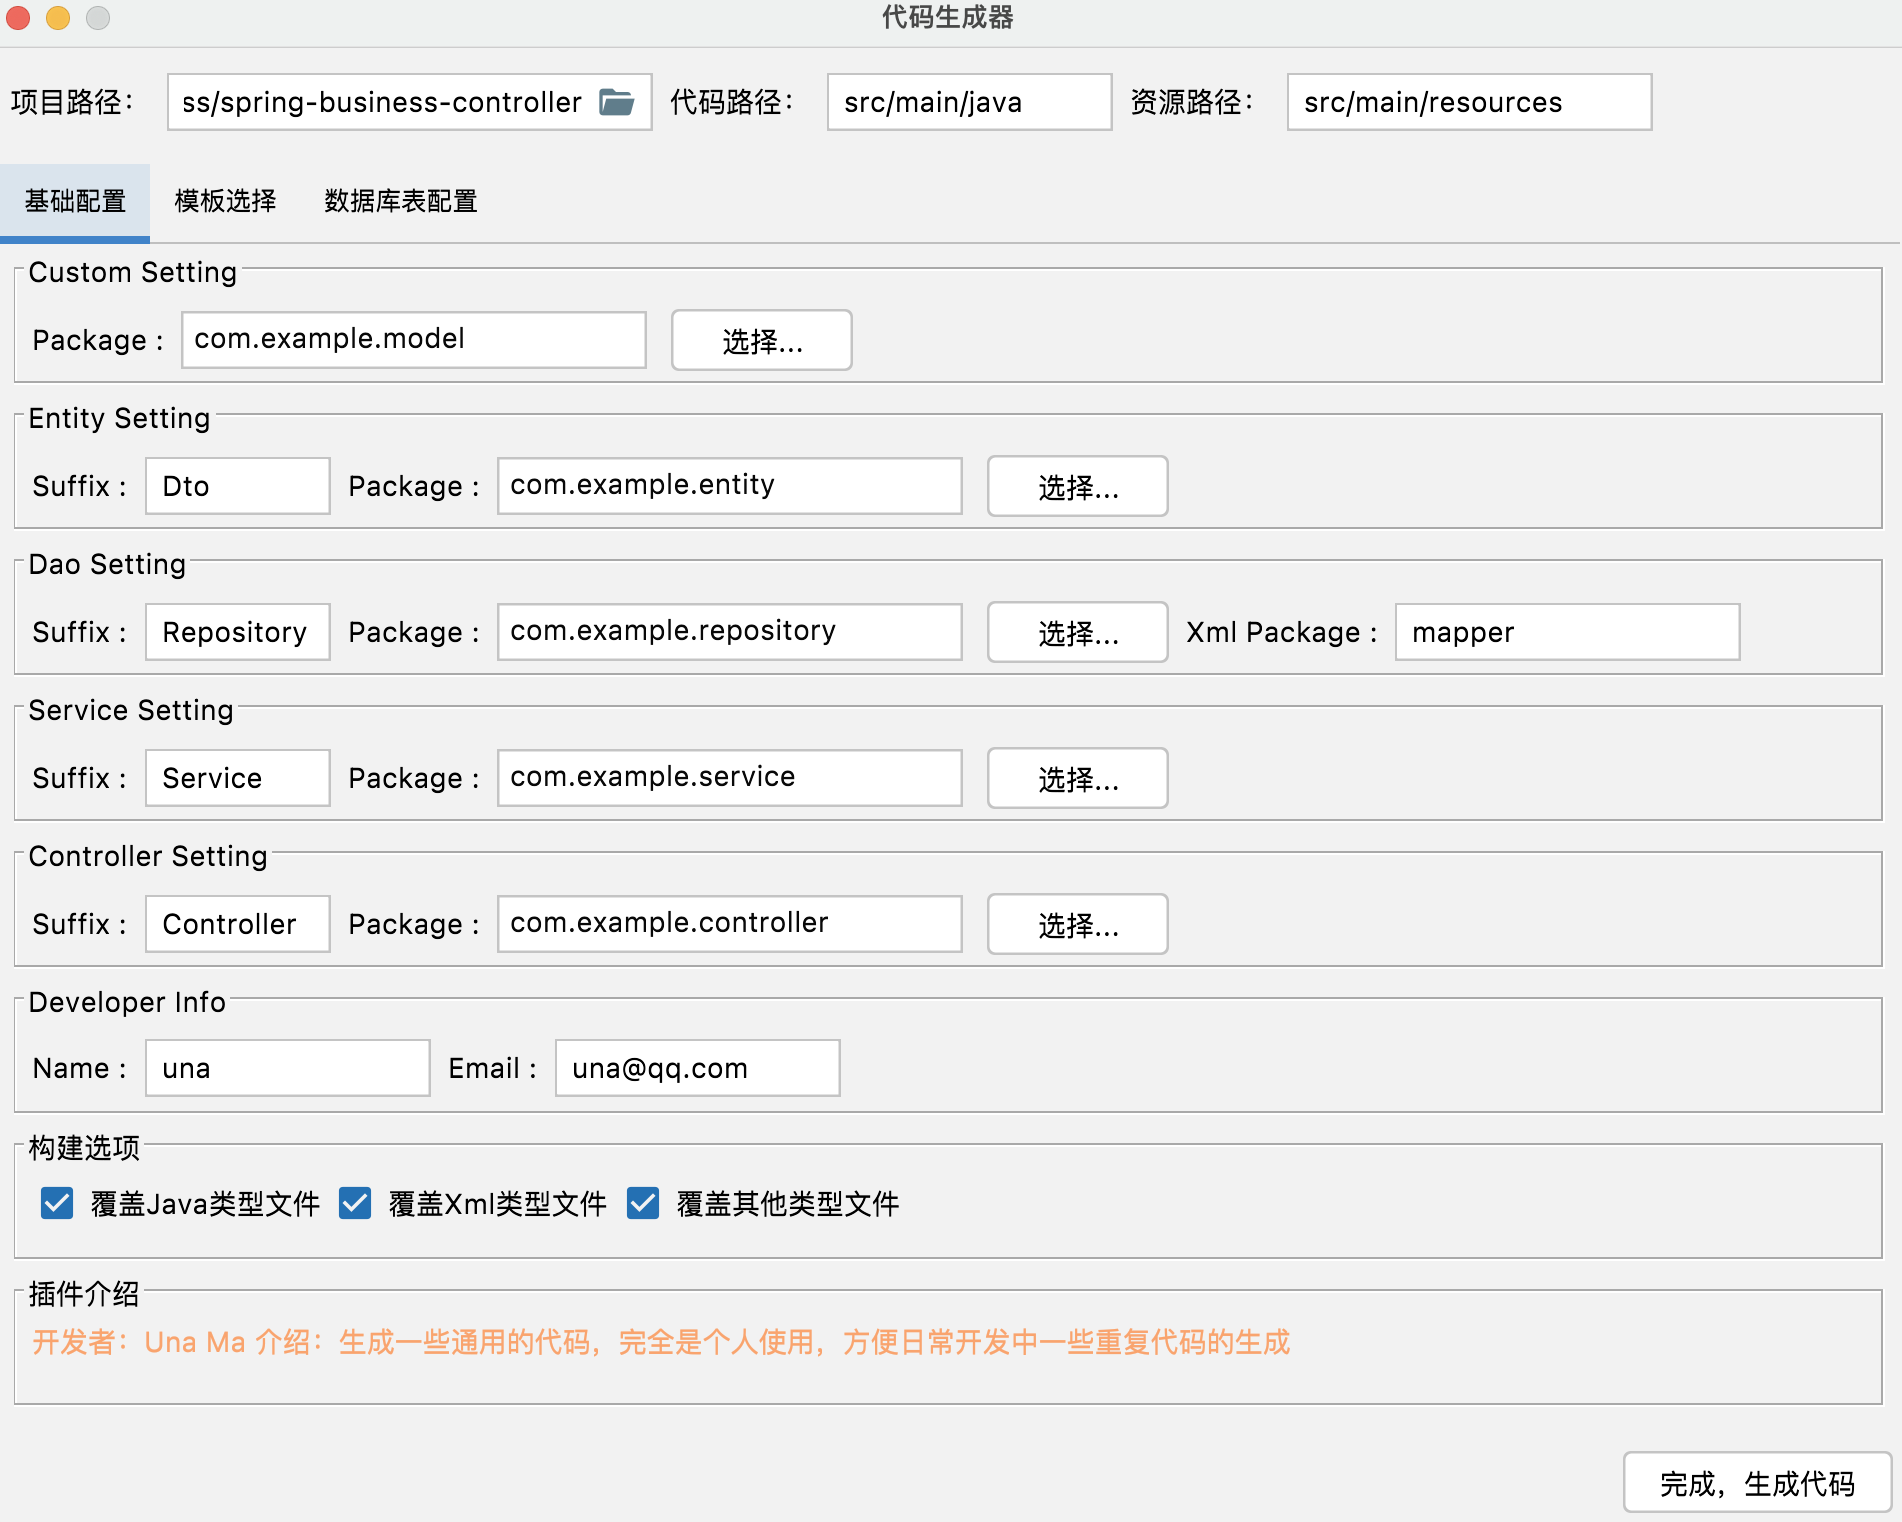 代码生成器
项目路径： ss/spring-business-controller 代码路径： src/main/java 资源路径： src/main/resources
基础配置 模板选择 数据库表配置
Custom Setting
Package : com.example.model 选择...
Entity Setting
Suffix : Dto Package : com.example.entity 选择...
Dao Setting
Suffix : Repository Package : com.example.repository 选择... Xml Package : mapper
Service Setting
Suffix : Service Package : com.example.service 选择...
Controller Setting
Suffix : Controller Package : com.example.controller 选择...
Developer Info
Name : una Email : una@qq.com
构建选项
覆盖Java类型文件 覆盖Xml类型文件 覆盖其他类型文件
插件介绍
开发者：Una Ma 介绍：生成一些通用的代码，完全是个人使用，方便日常开发中一些重复代码的生成
完成，生成代码